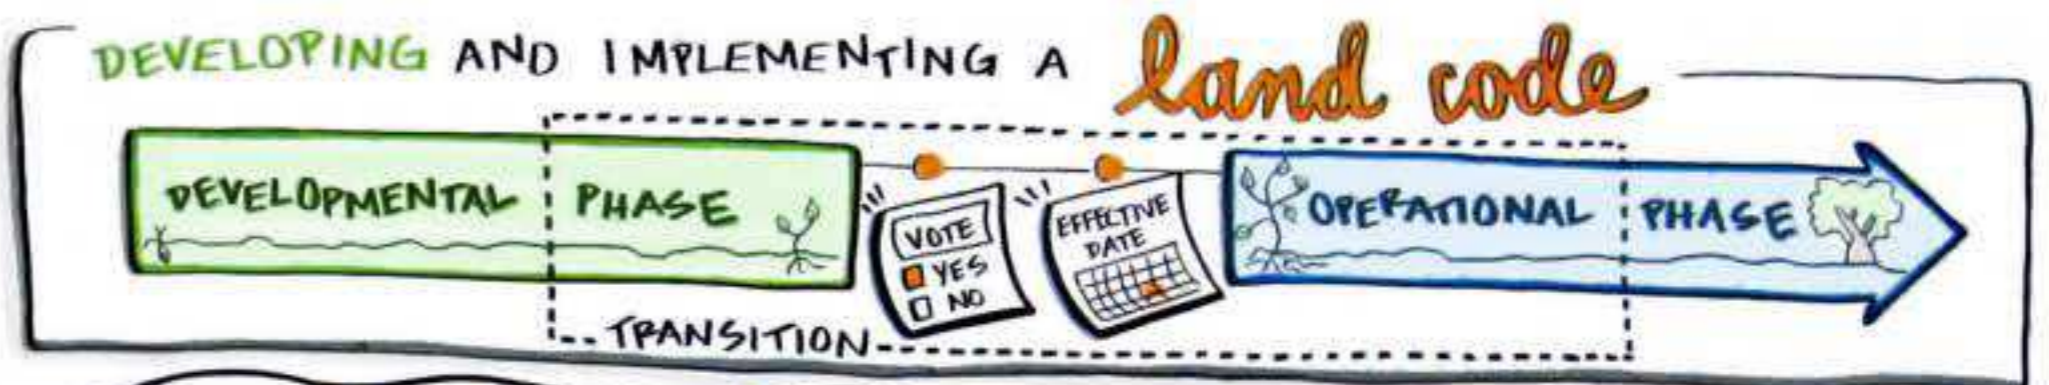 DEVELOPING AND IMPLEMENTING A land code
DEVELOPMENTAL PHASE
VOTE
YES
NO
EFFECTIVE
DATE
OPERATIONAL PHASE
TRANSITION